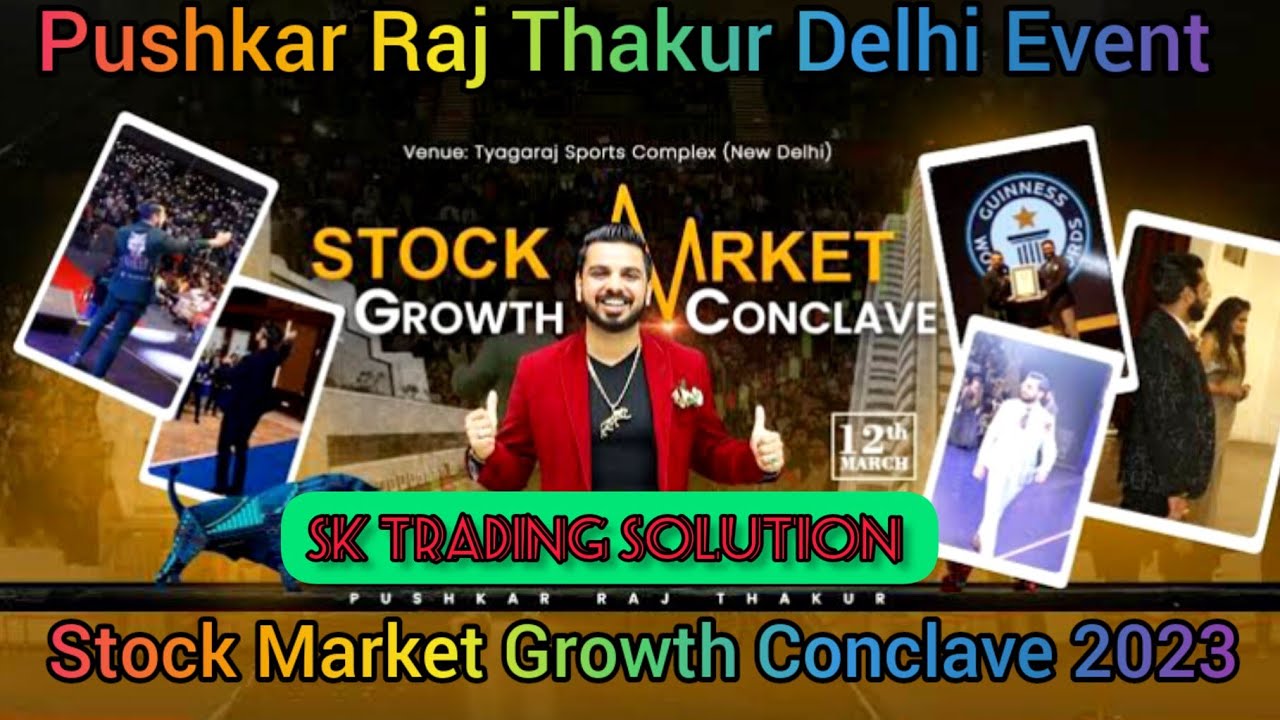 Pushkar Raj Thakur Delhi Event
Venue: Tyagaraj Sports Complex (New Delhi)
STOCK MARKET
GROWTH CONCLAVE
GUINNESS
12th
MARCH
SK TRADING SOLUTION
PUSHKAR RAJ THAKUR
Stock Market Growth Conclave 2023